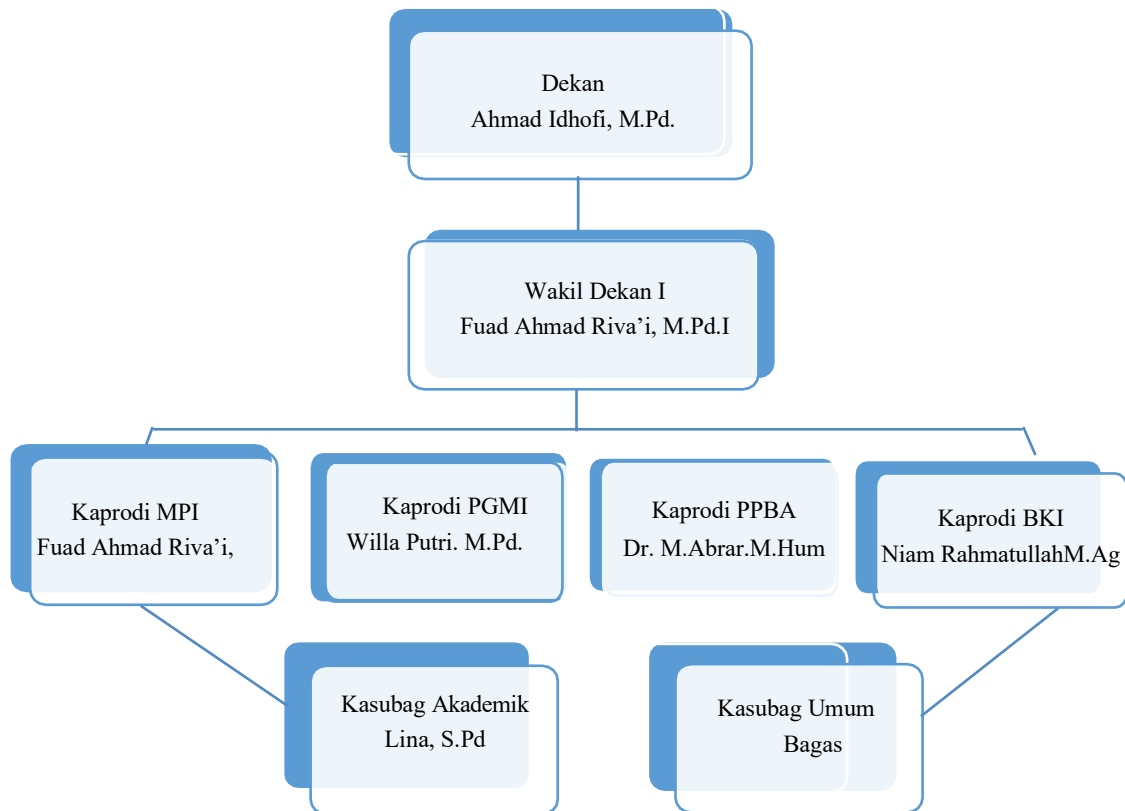 Dekan
Ahmad Idhofi, M.Pd.
Wakil Dekan I
Fuad Ahmad Riva’i, M.Pd.I
Kaprodi MPI
Fuad Ahmad Riva’i,
Kaprodi PGMI
Willa Putri. M.Pd.
Kaprodi PPBA
Dr. M.Abrar.M.Hum
Kaprodi BKI
Niam RahmatullahM.Ag
Kasubag Akademik
Lina, S.Pd
Kasubag Umum
Bagas